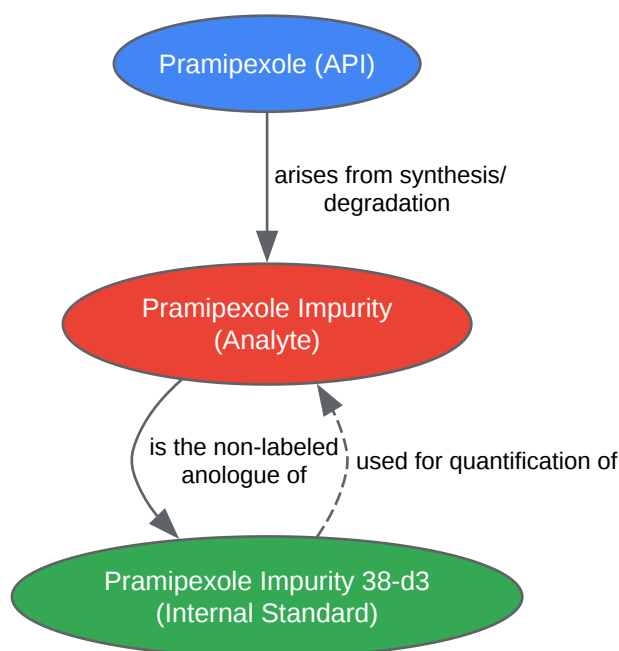 Pramipexole (API)
arises from synthesis/
degradation
Pramipexole Impurity
(Analyte)
is the non-labeled
anologue of
used for quantification of
Pramipexole Impurity 38-d3
(Internal Standard)